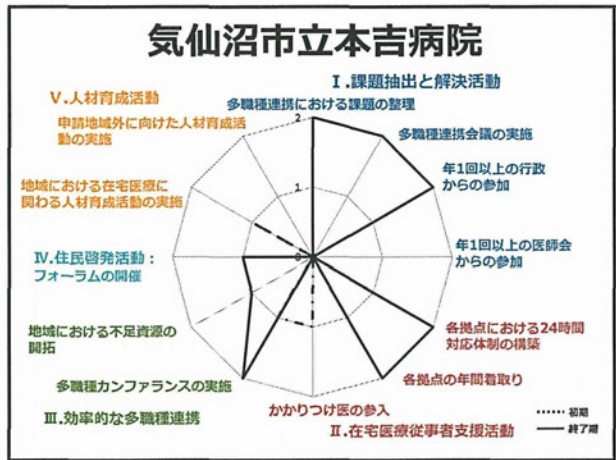 気仙沼市立本吉病院
Ⅰ.課題抽出と解決活動
多職種連携における課題の整理
多職種連携会議の実施
年1回以上の行政
からの参加
年1回以上の医師会
からの参加
各拠点における24時間
対応体制の構築
各拠点の年間看取り
かかりつけ医の参入
Ⅱ.在宅医療従事者支援活動
Ⅲ.効率的な多職種連携
多職種カンファランスの実施
地域における不足資源の
開拓
Ⅳ.住民啓発活動：
フォーラムの開催
地域における在宅医療に
関わる人材育成活動の実施
Ⅴ.人材育成活動
申請地域外に向けた人材育成活
動の実施
2
1
0
初期
終了期